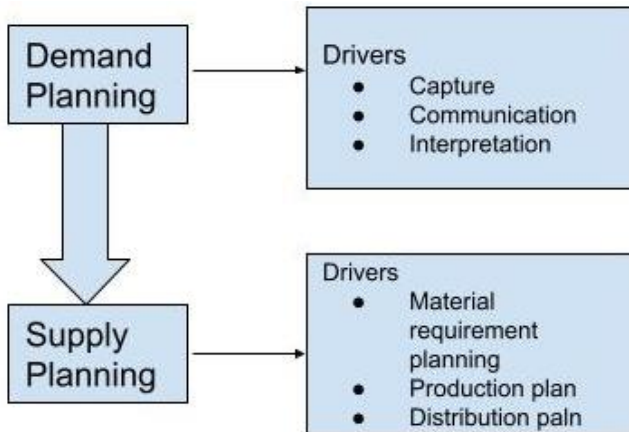 Demand
Planning
Drivers
● Capture
● Communication
● Interpretation
Supply
Planning
Drivers
● Material
requirement
planning
● Production plan
● Distribution paln